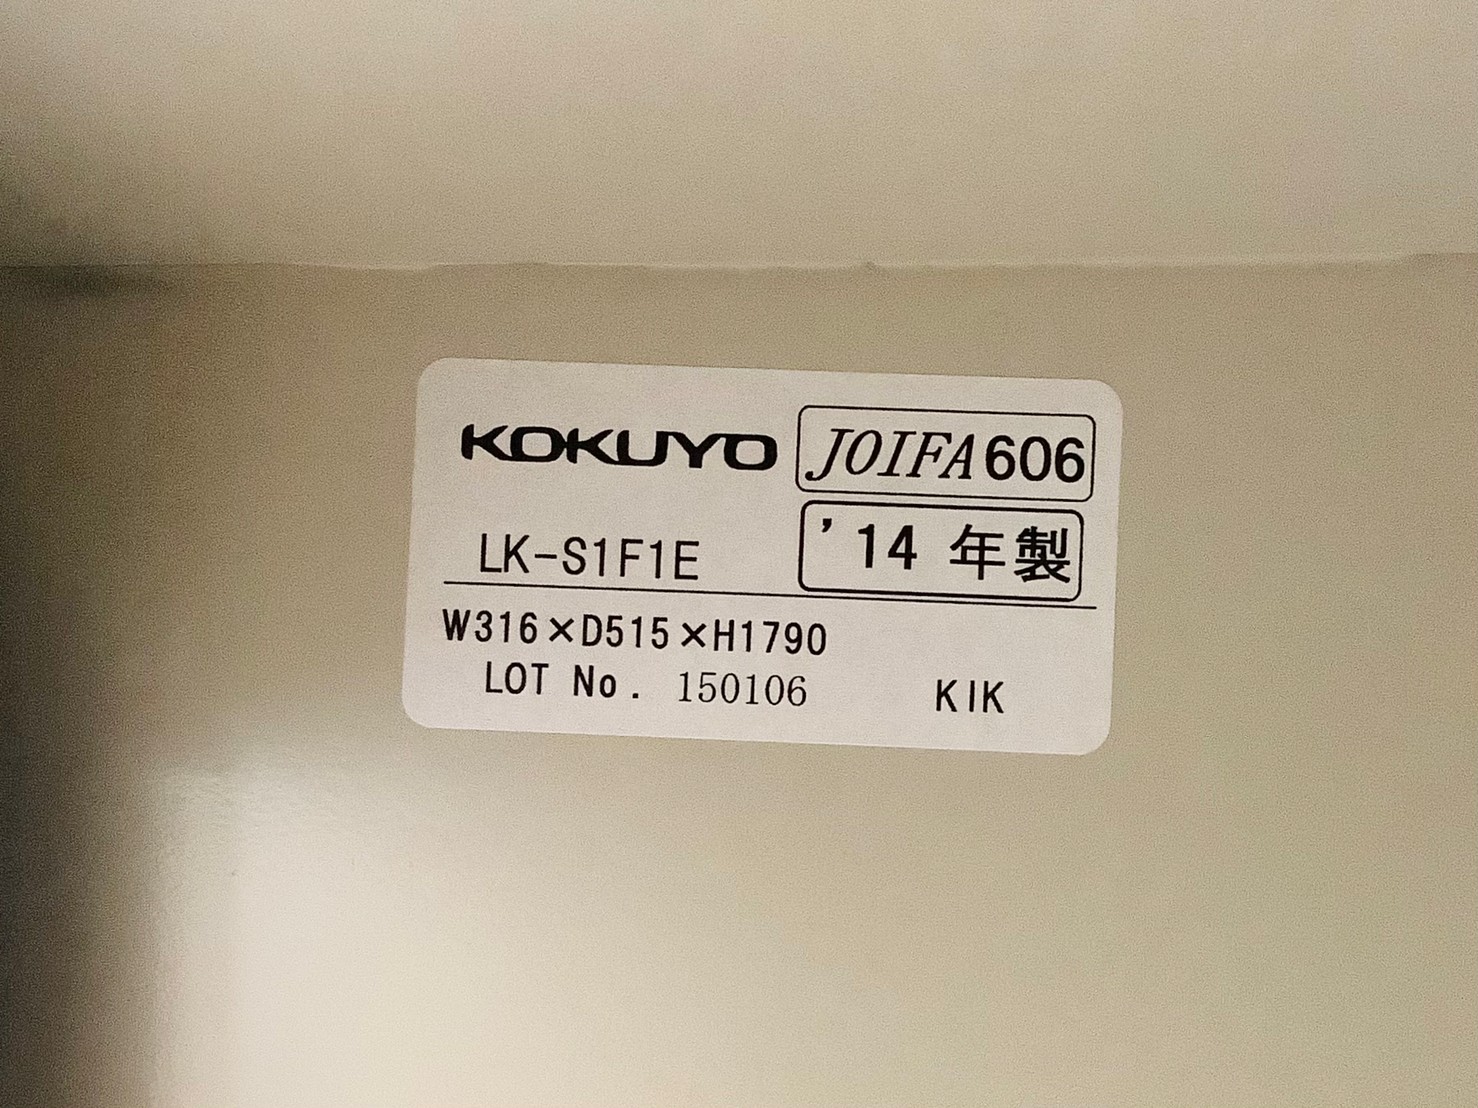 KOKUYO JOIFA606
LK-S1F1E '14 年製
W316×D515×H1790
LOT No. 150106 KIK